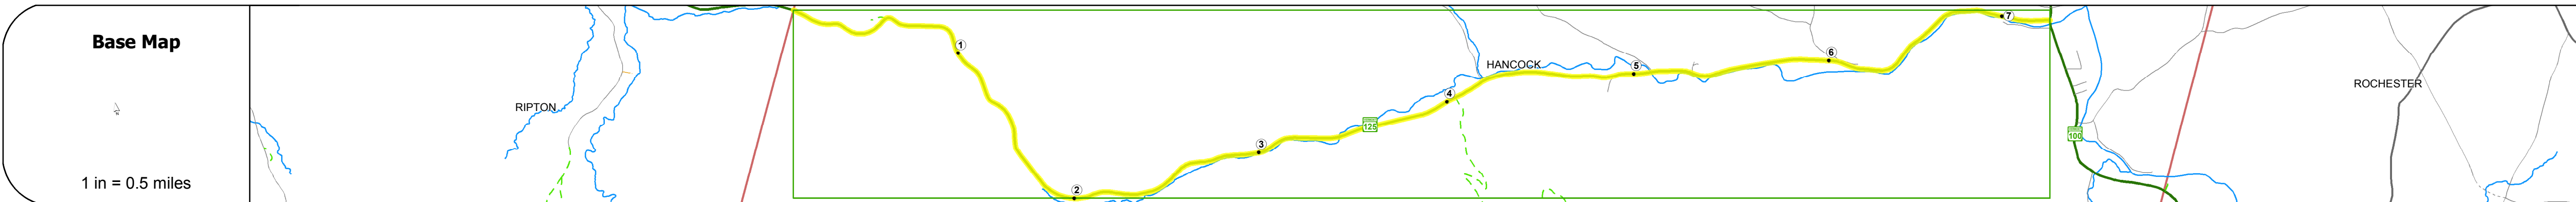 Base Map
1 in = 0.5 miles
RIPTON
1
2
3
125
4
HANCOCK
5
6
7
100
ROCHESTER